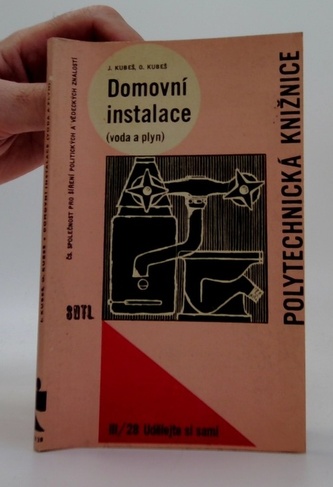 J. KUBEŠ, O. KUBEŠ
Domovní
instalace
(voda a plyn)
ČS. SPOLEČNOST PRO ŠÍŘENÍ POLITICKÝCH A VĚDECKÝCH ZNALOSTÍ
POLYTECHNICKÁ KNIŽNICE
SNTL
III/28 Udělejte si sami